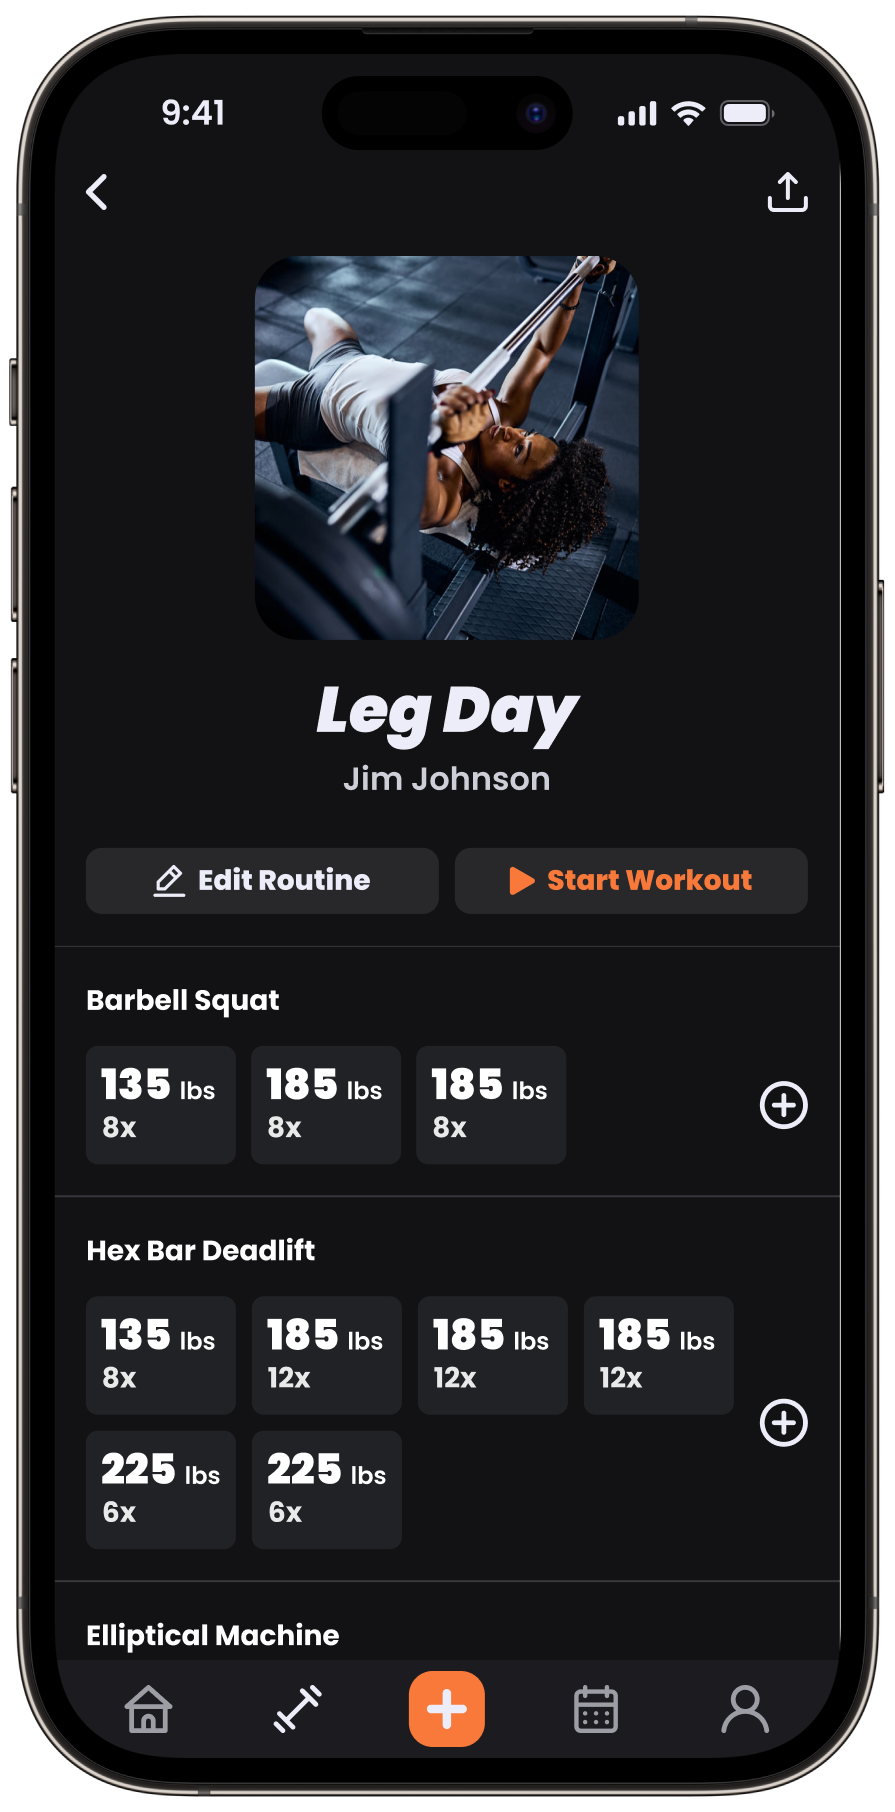 9:41
Leg Day
Jim Johnson
Edit Routine
Start Workout
Barbell Squat
135 lbs 185 lbs 185 lbs
8x 8x 8x
Hex Bar Deadlift
135 lbs 185 lbs 185 lbs 185 lbs
8x 12x 12x 12x
225 lbs 225 lbs
6x 6x
Elliptical Machine